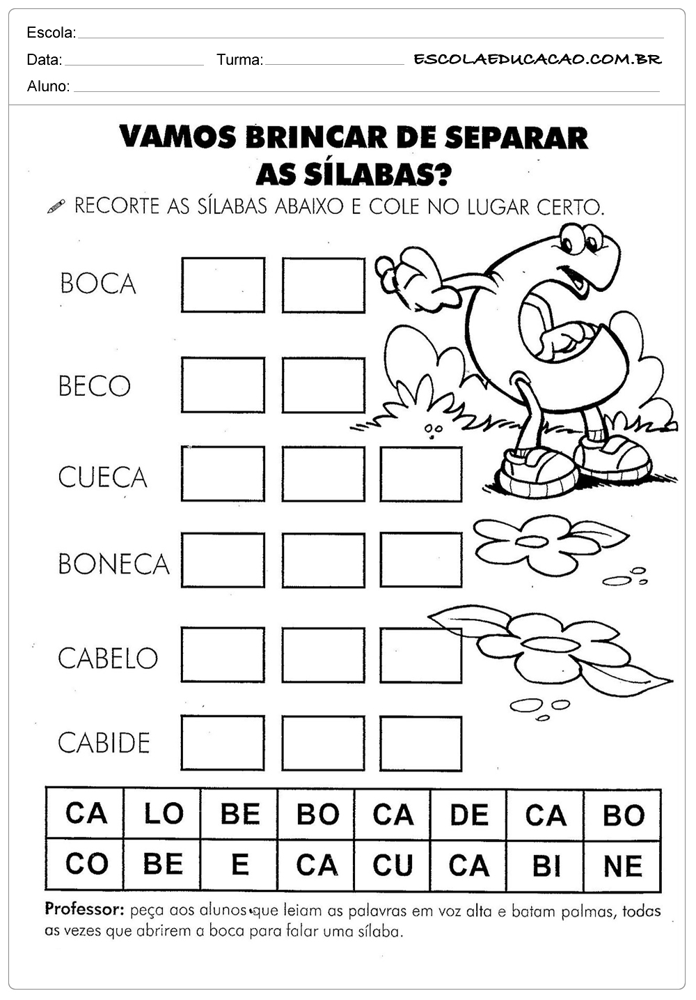 Escola:
Data: Turma: ESCOLAEDUCACAO.COM.BR
Aluno:
VAMOS BRINCAR DE SEPARAR
AS SÍLABAS?
RECORTE AS SÍLABAS ABAIXO E COLE NO LUGAR CERTO.
BOCA
BECO
CUECA
BONECA
CABELO
CABIDE
CA LO BE BO CA DE CA BO
CO BE E CA CU CA BI NE
Professor: peça aos alunos que leiam as palavras em voz alta e batam palmas, todas
as vezes que abrirem a boca para falar uma sílaba.